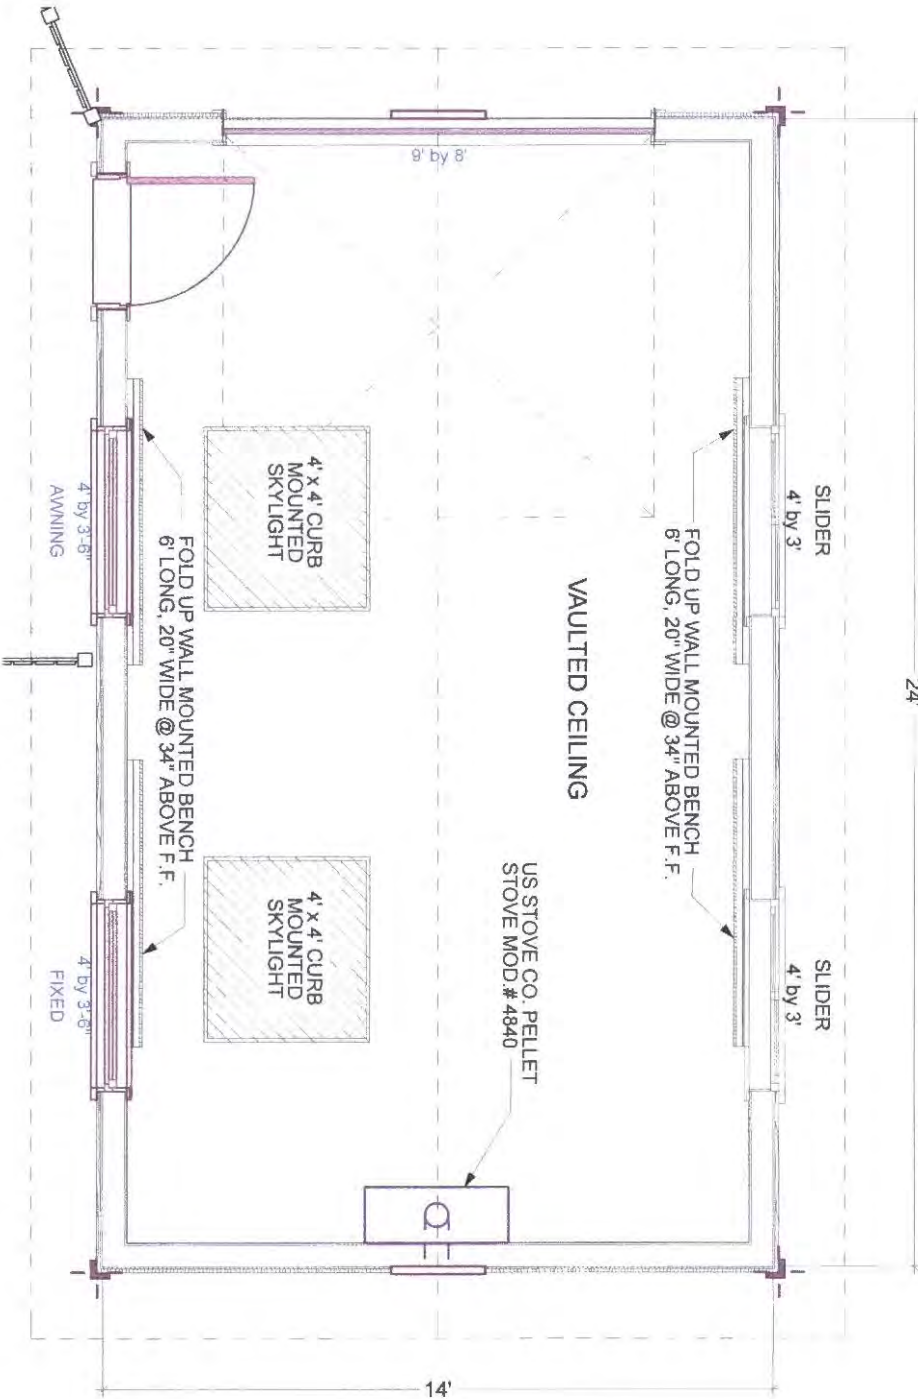 24'
SLIDER
4' by 3'
SLIDER
4' by 3'
FOLD UP WALL MOUNTED BENCH
6' LONG, 20" WIDE @ 34" ABOVE F.F.
VAULTED CEILING
US STOVE CO. PELLET
STOVE MOD.# 4840
9' by 8'
14'
4' x 4' CURB
MOUNTED
SKYLIGHT
4' x 4' CURB
MOUNTED
SKYLIGHT
FOLD UP WALL MOUNTED BENCH
6' LONG, 20" WIDE @ 34" ABOVE F.F.
4' by 3'-6"
AWNING
4' by 3'-6"
FIXED